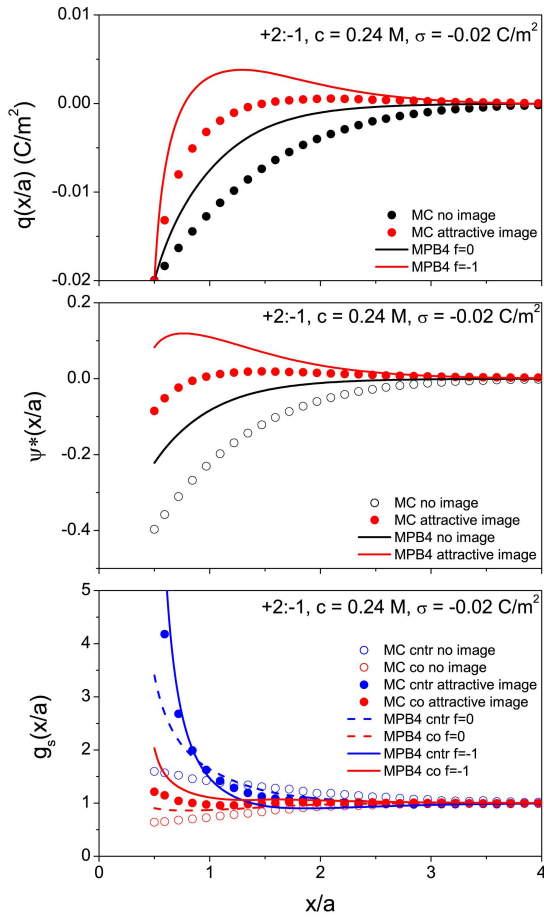 +2:-1, c = 0.24 M, σ = -0.02 C/m²
0.01
0.00
-0.01
-0.02
q(x/a) (C/m²)
MC no image
MC attractive image
MPB4 f=0
MPB4 f=-1
0 1 2 3 4
+2:-1, c = 0.24 M, σ = -0.02 C/m²
0.2
0.0
-0.2
-0.4
ψ*(x/a)
MC no image
MC attractive image
MPB4 no image
MPB4 attractive image
+2:-1, c = 0.24 M, σ = -0.02 C/m²
5
4
3
2
1
0
gₛ(x/a)
MC cntr no image
MC co no image
MC cntr attractive image
MC co attractive image
MPB4 cntr f=0
MPB4 co f=0
MPB4 cntr f=-1
MPB4 co f=-1
0 1 2 3 4
x/a